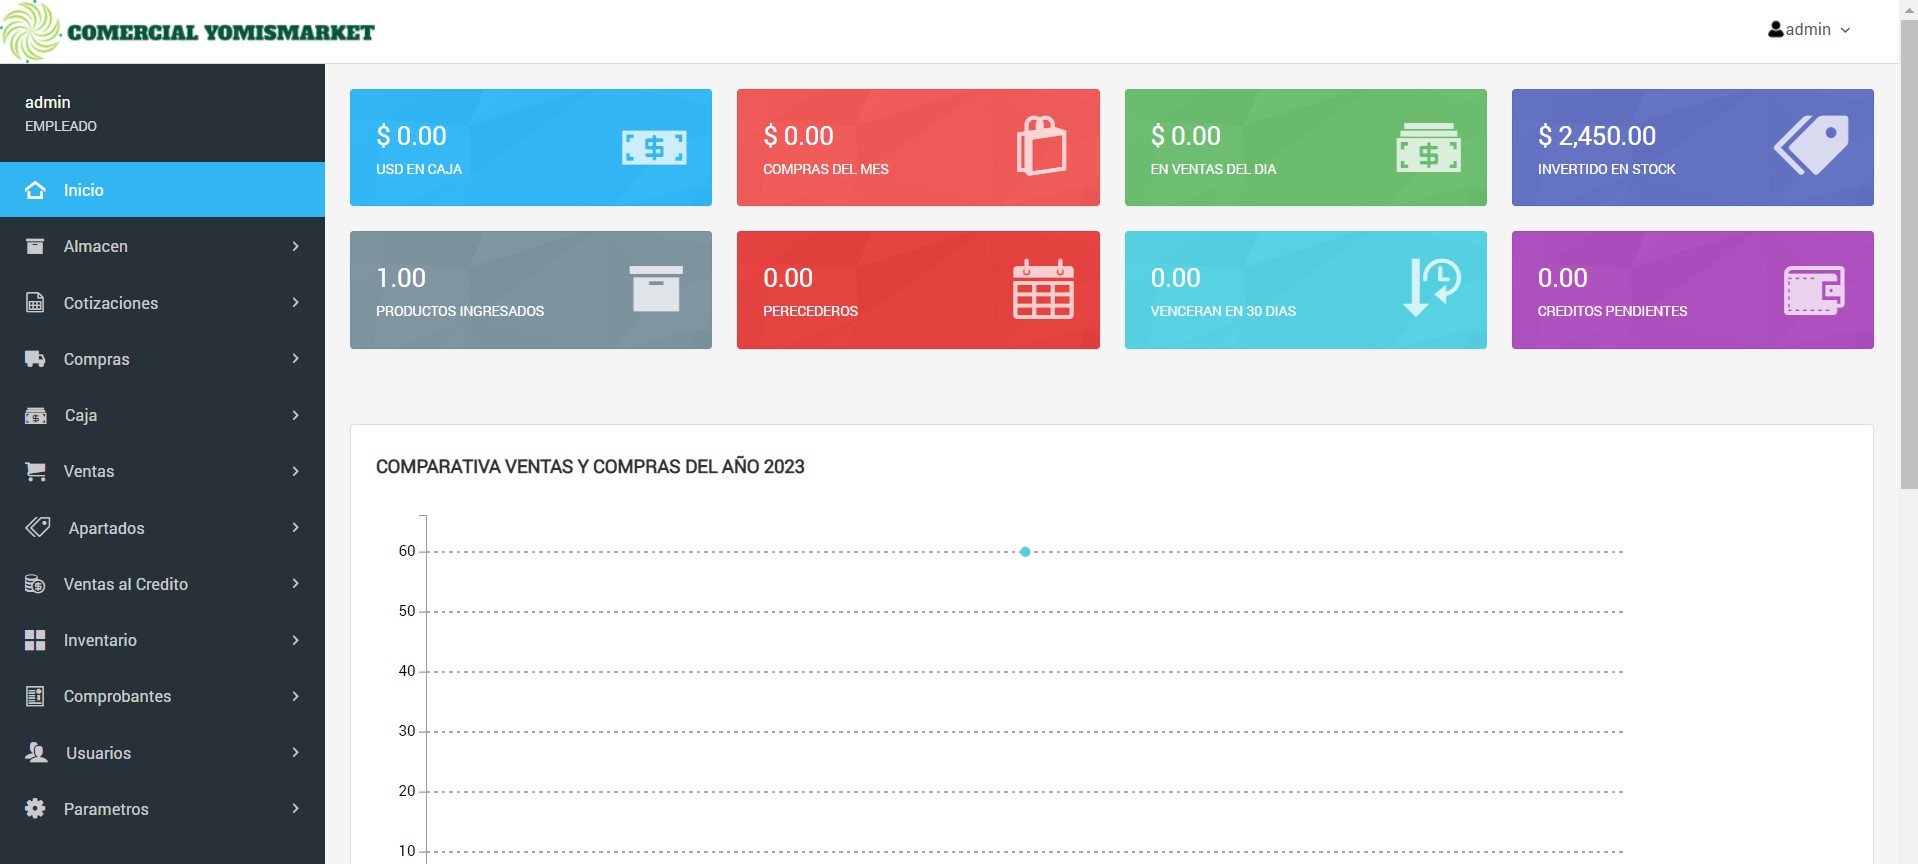 COMERCIAL YOMISMARKET
admin
admin
EMPLEADO
Inicio
Almacen
Cotizaciones
Compras
Caja
Ventas
Apartados
Ventas al Credito
Inventario
Comprobantes
Usuarios
Parametros
$ 0.00
USD EN CAJA
$ 0.00
COMPRAS DEL MES
$ 0.00
EN VENTAS DEL DIA
$ 2,450.00
INVERTIDO EN STOCK
1.00
PRODUCTOS INGRESADOS
0.00
PERECEDEROS
0.00
VENCERAN EN 30 DIAS
0.00
CREDITOS PENDIENTES
COMPARATIVA VENTAS Y COMPRAS DEL AÑO 2023
60
50
40
30
20
10